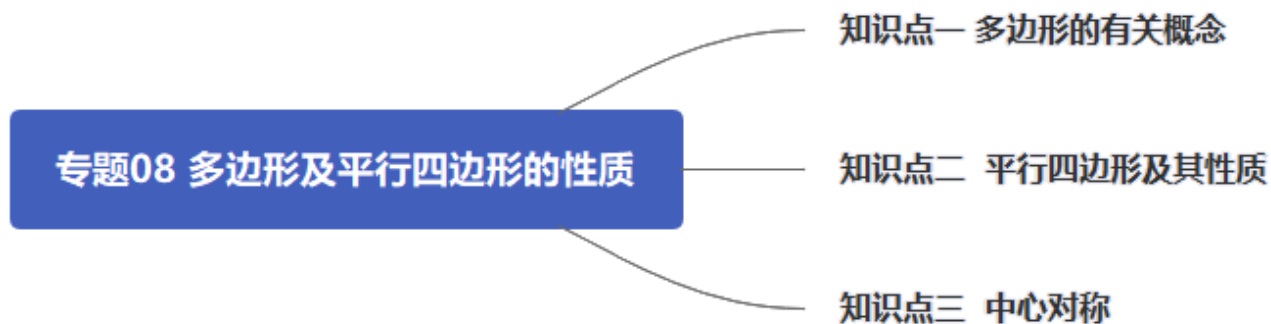 知识点一 多边形的有关概念
专题08 多边形及平行四边形的性质
知识点二 平行四边形及其性质
知识点三 中心对称